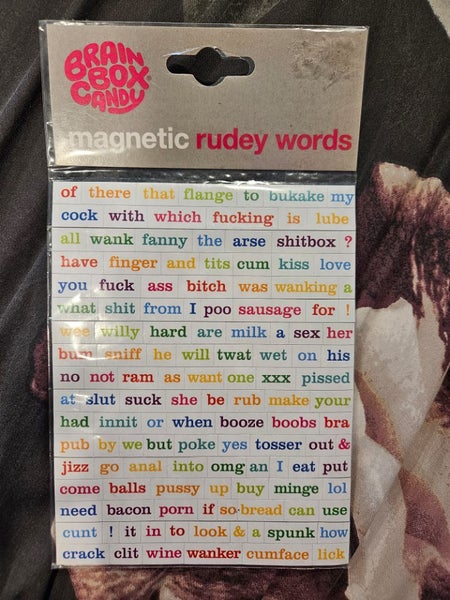 BRAIN
BOX
CANDY
magnetic rudey words
of there that flange to bukake my
cock with which fucking is lube
all wank fanny the arse shitbox ?
have finger and tits cum kiss love
you fuck ass bitch was wanking a
what shit from I poo sausage for !
wee willy hard are milk a sex her
bum sniff he will twat wet on his
no not ram as want one xxx pissed
at slut suck she be rub make your
had innit or when booze boobs bra
pub by we but poke yes tosser out &
jizz go anal into omg an I eat put
come balls pussy up buy minge lol
need bacon porn if so·bread can use
cunt ! it in to look & a spunk how
crack clit wine wanker cumface lick